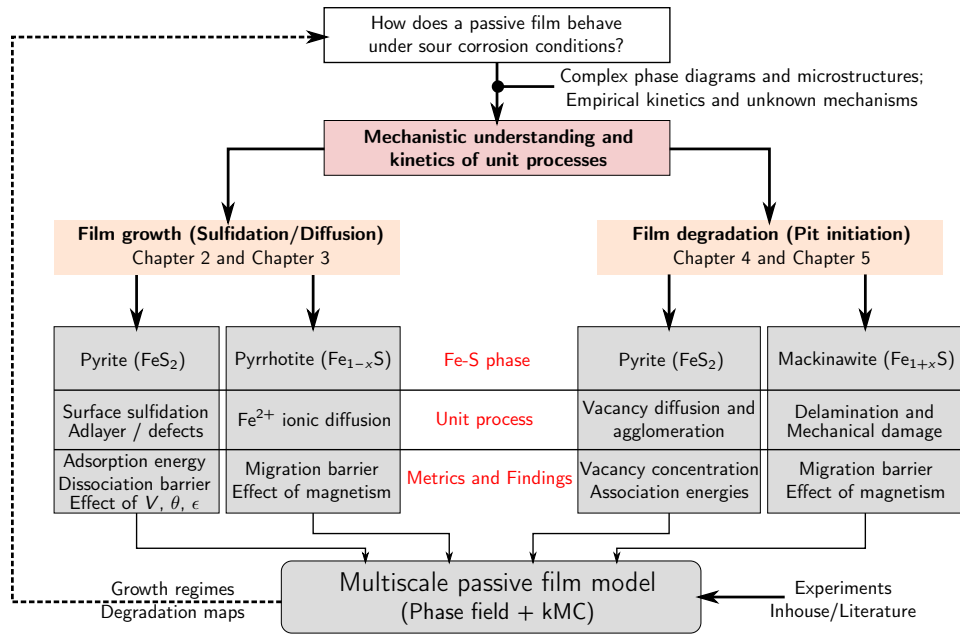 How does a passive film behave
under sour corrosion conditions?
Complex phase diagrams and microstructures;
Empirical kinetics and unknown mechanisms
Mechanistic understanding and
kinetics of unit processes
Film growth (Sulfidation/Diffusion)
Chapter 2 and Chapter 3
Film degradation (Pit initiation)
Chapter 4 and Chapter 5
Pyrite (FeS₂)
Pyrrhotite (Fe₁₋ₓS)
Fe-S phase
Pyrite (FeS₂)
Mackinawite (Fe₁₊ₓS)
Surface sulfidation
Adlayer / defects
Fe²⁺ ionic diffusion
Unit process
Vacancy diffusion and
agglomeration
Delamination and
Mechanical damage
Adsorption energy
Dissociation barrier
Effect of V, θ, ϵ
Migration barrier
Effect of magnetism
Metrics and Findings
Vacancy concentration
Association energies
Migration barrier
Effect of magnetism
Growth regimes
Degradation maps
Multiscale passive film model
(Phase field + kMC)
Experiments
Inhouse/Literature